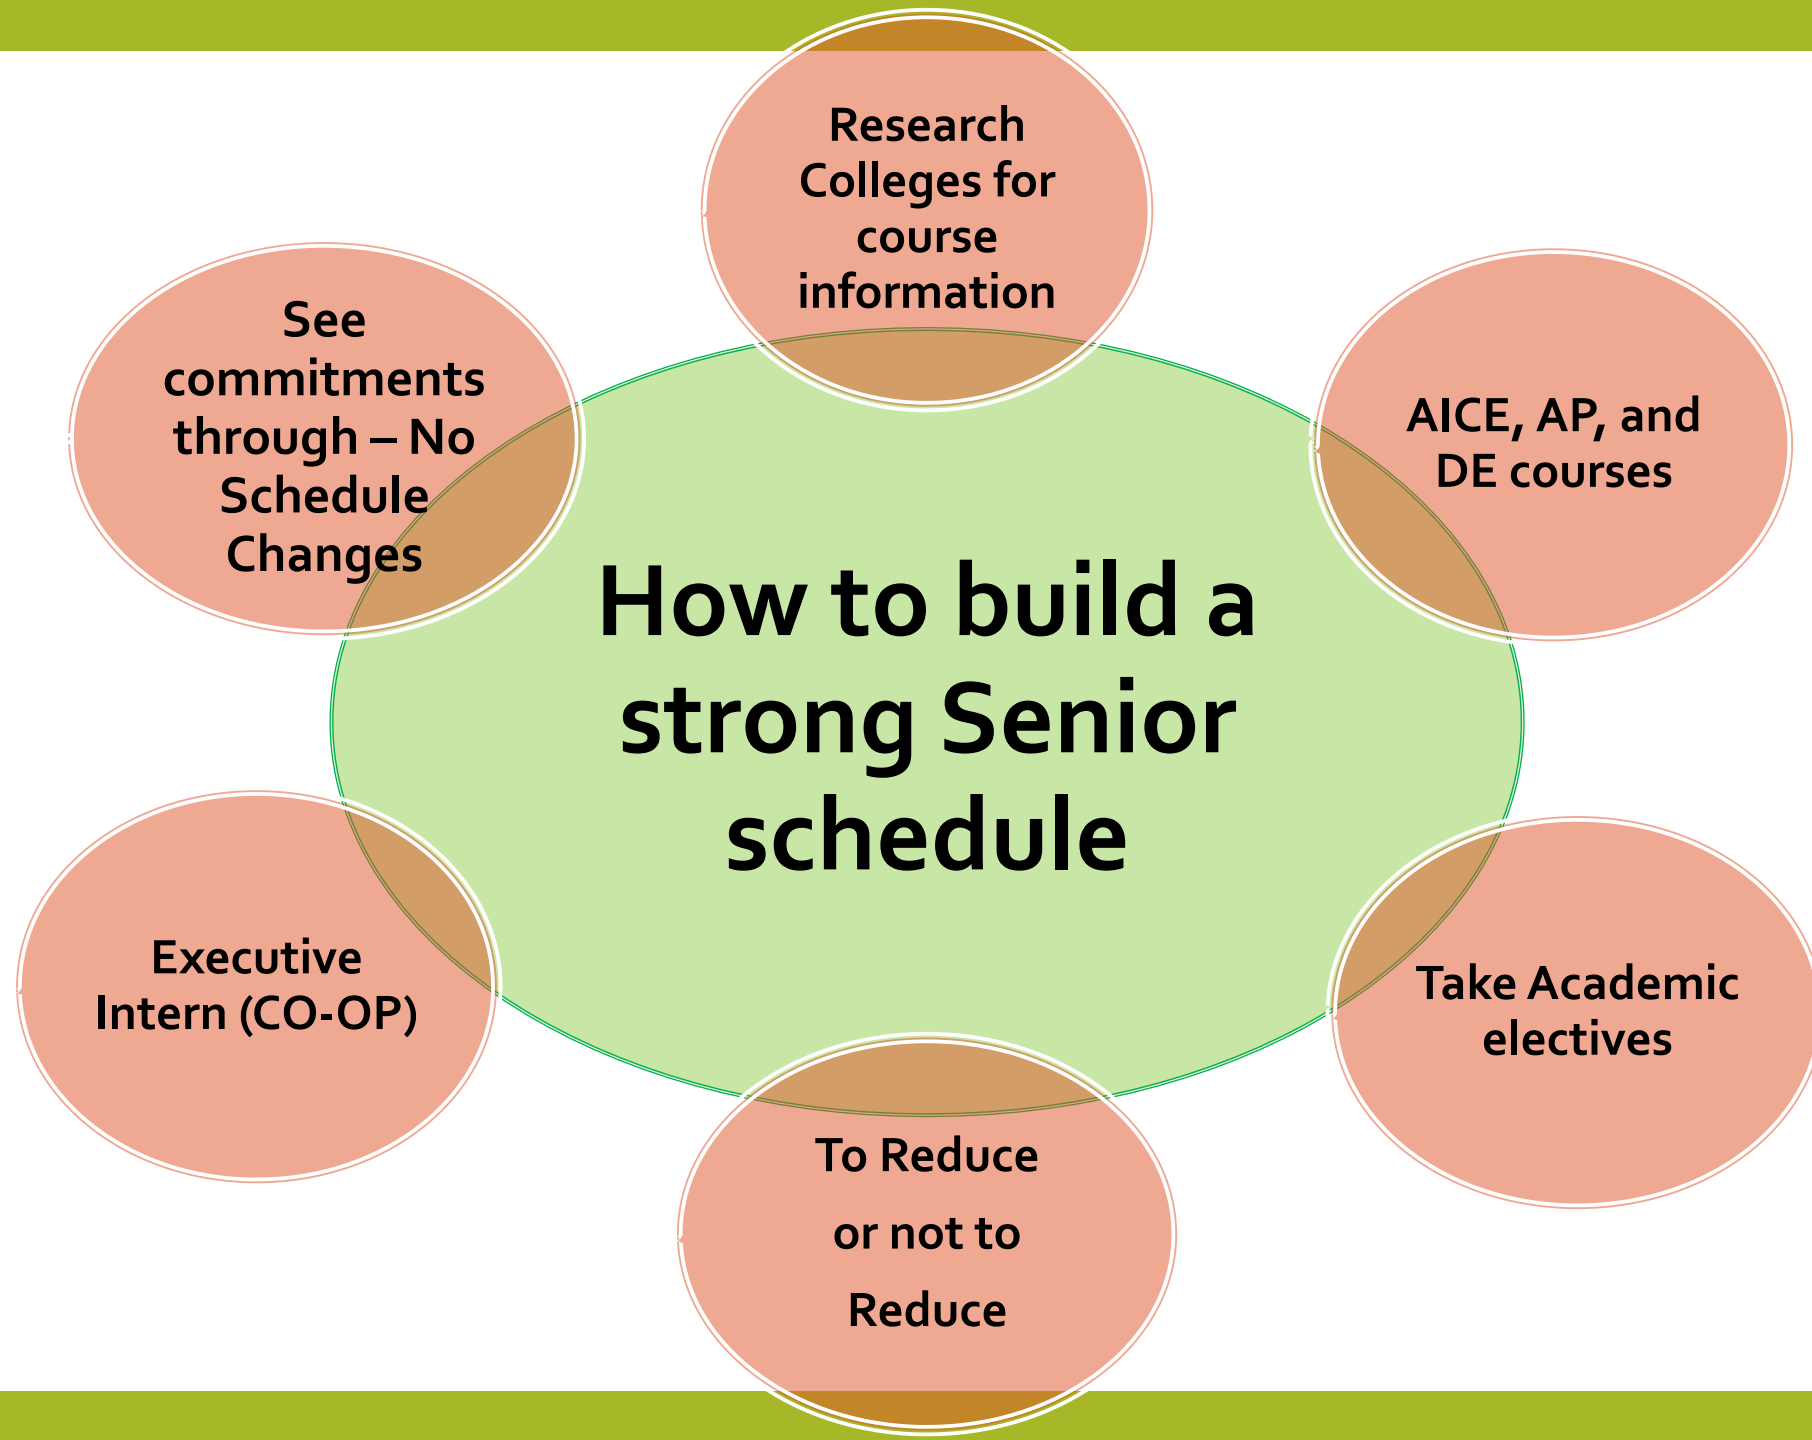 Research
Colleges for
course
information
AICE, AP, and
DE courses
Take Academic
electives
To Reduce
or not to
Reduce
Executive
Intern (CO-OP)
See
commitments
through – No
Schedule
Changes
How to build a
strong Senior
schedule